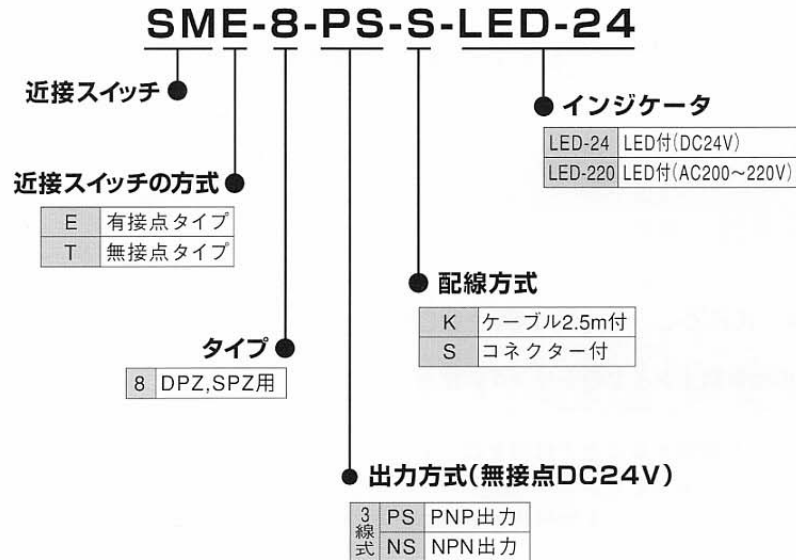 SME-8-PS-S-LED-24
近接スイッチ
インジケータ
LED-24 LED付(DC24V)
LED-220 LED付(AC200～220V)
近接スイッチの方式
E 有接点タイプ
T 無接点タイプ
配線方式
K ケーブル2.5m付
S コネクター付
タイプ
8 DPZ,SPZ用
出力方式(無接点DC24V)
3線式
PS PNP出力
NS NPN出力